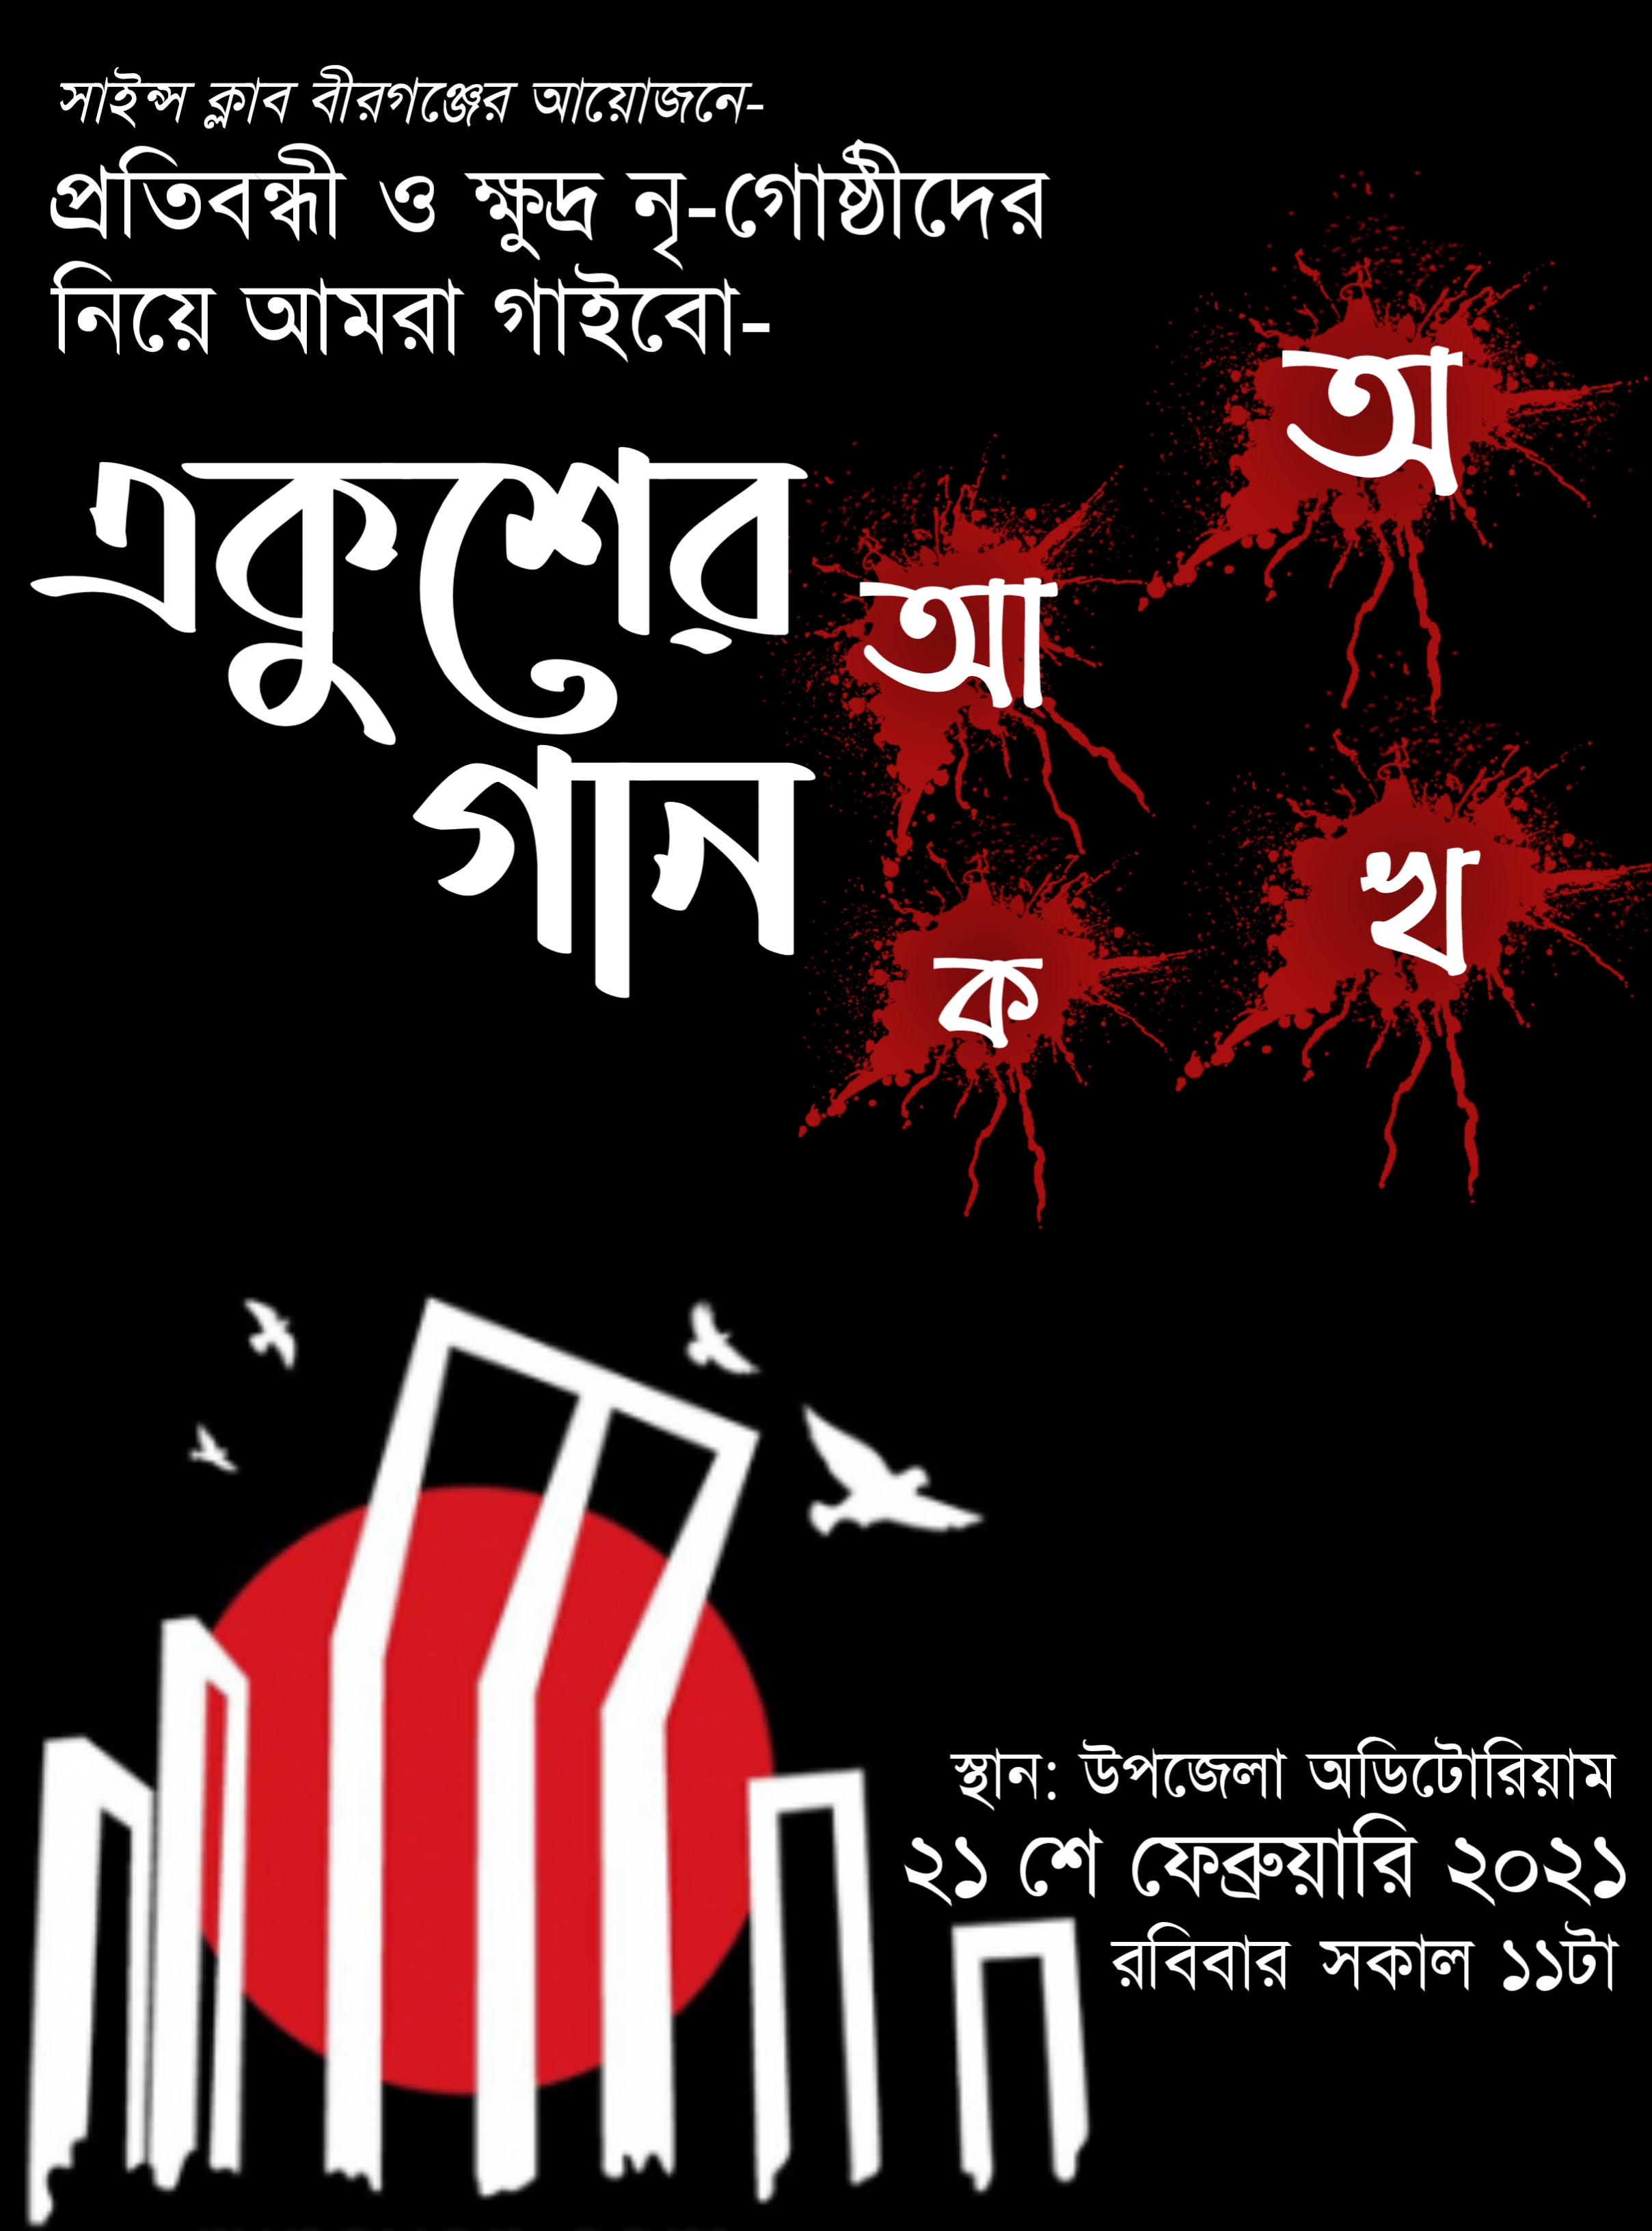 সাইন্স ক্লাব বীরগঞ্জের আয়োজনে-
প্রতিবন্ধী ও ক্ষুদ্র নৃ-গোষ্ঠীদের
নিয়ে আমরা গাইবো-
একুশের
গান
অ
আ
ক
খ
স্থান: উপজেলা অডিটোরিয়াম
২১ শে ফেব্রুয়ারি ২০২১
রবিবার সকাল ১১টা